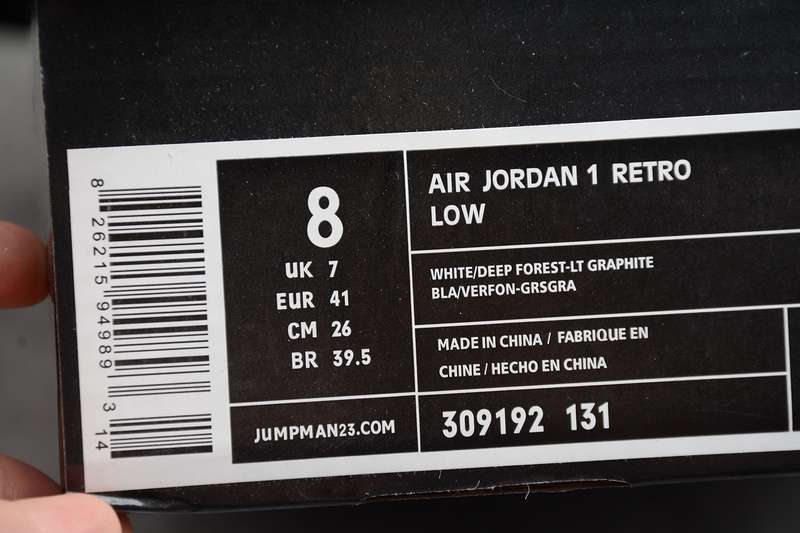 8 26215 94989 3 14
8
UK 7
EUR 41
CM 26
BR 39.5
JUMPMAN23.COM
AIR JORDAN 1 RETRO
LOW
WHITE/DEEP FOREST-LT GRAPHITE
BLA/VERFON-GRSGRA
MADE IN CHINA / FABRIQUE EN
CHINE / HECHO EN CHINA
309192 131